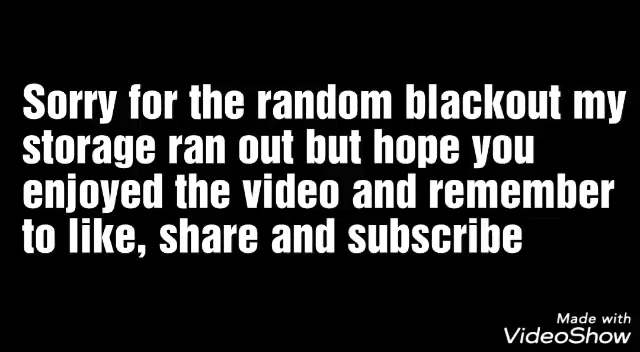 Sorry for the random blackout my
storage ran out but hope you
enjoyed the video and remember
to like, share and subscribe
Made with
VideoShow